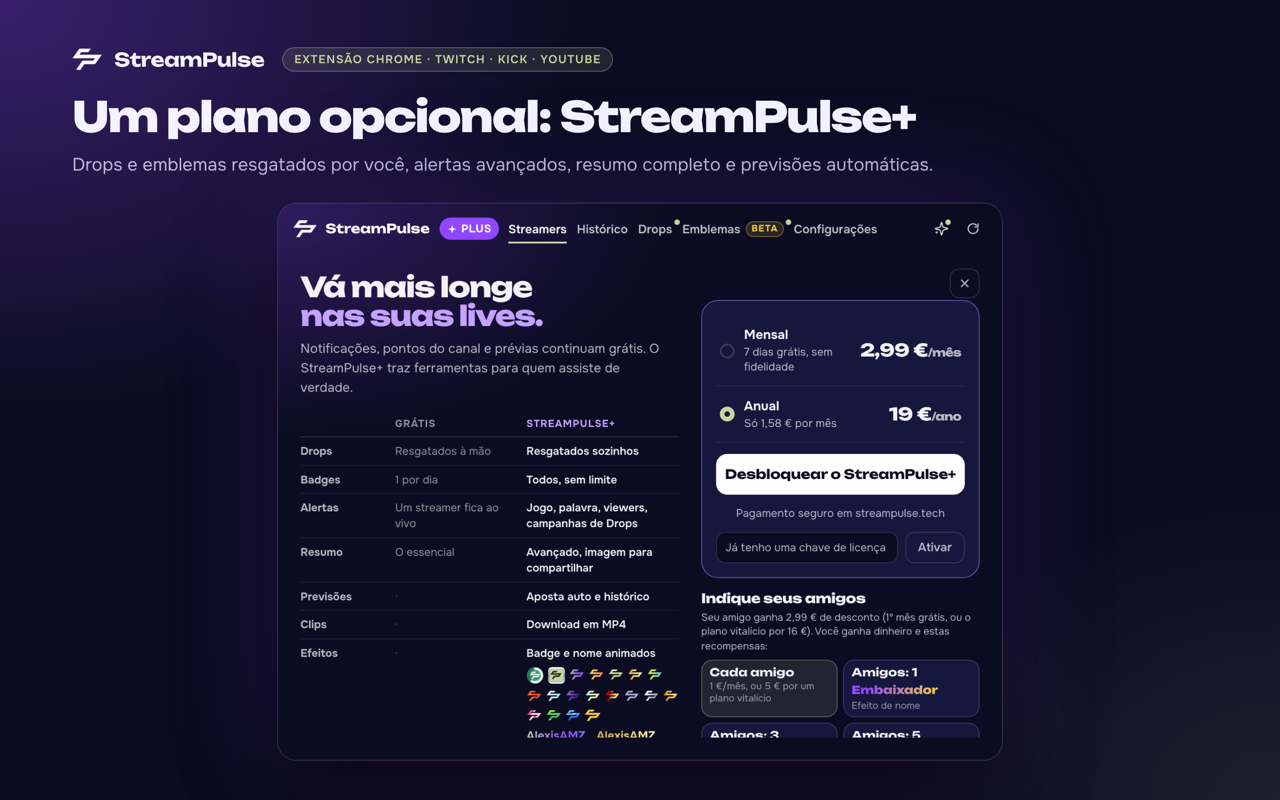 StreamPulse
EXTENSÃO CHROME · TWITCH · KICK · YOUTUBE
Um plano opcional: StreamPulse+
Drops e emblemas resgatados por você, alertas avançados, resumo completo e previsões automáticas.
StreamPulse
PLUS
Streamers
Histórico
Drops
Emblemas
BETA
Configurações
Vá mais longe
nas suas lives.
Notificações, pontos do canal e prévias continuam grátis. O
StreamPulse+ traz ferramentas para quem assiste de
verdade.
GRÁTIS
STREAMPULSE+
Drops
Resgatados à mão
Resgatados sozinhos
Badges
1 por dia
Todos, sem limite
Alertas
Um streamer fica ao
vivo
Jogo, palavra, viewers,
campanhas de Drops
Resumo
O essencial
Avançado, imagem para
compartilhar
Previsões
·
Aposta auto e histórico
Clips
·
Download em MP4
Efeitos
·
Badge e nome animados
AlexisAMZ
AlexisAMZ
Mensal
7 dias grátis, sem
fidelidade
2,99 €/mês
Anual
Só 1,58 € por mês
19 €/ano
Desbloquear o StreamPulse+
Pagamento seguro em streampulse.tech
Já tenho uma chave de licença
Ativar
Indique seus amigos
Seu amigo ganha 2,99 € de desconto (1º mês grátis, ou o
plano vitalício por 16 €). Você ganha dinheiro e estas
recompensas:
Cada amigo
1 €/mês, ou 5 € por um
plano vitalício
Amigos: 1
Embaixador
Efeito de nome
Amigos: 3
Amigos: 5